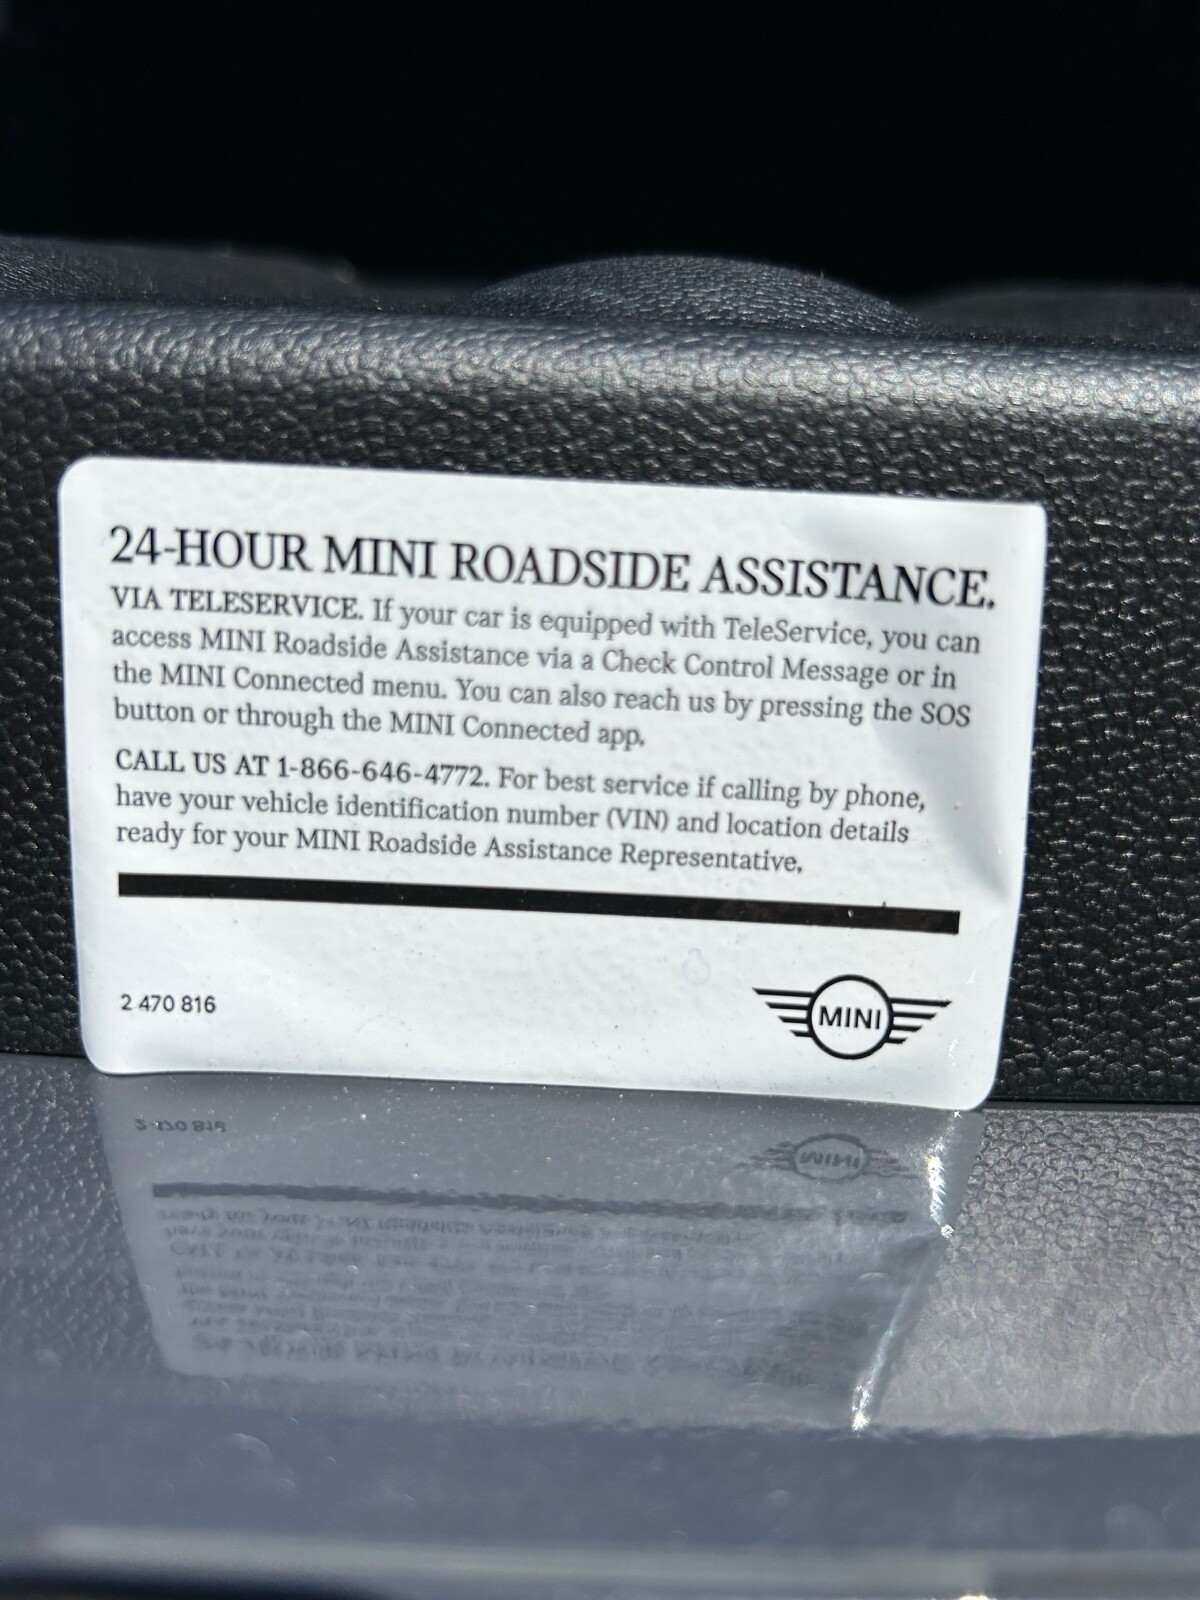 24-HOUR MINI ROADSIDE ASSISTANCE.
VIA TELESERVICE. If your car is equipped with TeleService, you can
access MINI Roadside Assistance via a Check Control Message or in
the MINI Connected menu. You can also reach us by pressing the SOS
button or through the MINI Connected app.
CALL US AT 1-866-646-4772. For best service if calling by phone,
have your vehicle identification number (VIN) and location details
ready for your MINI Roadside Assistance Representative.
2 470 816
MINI